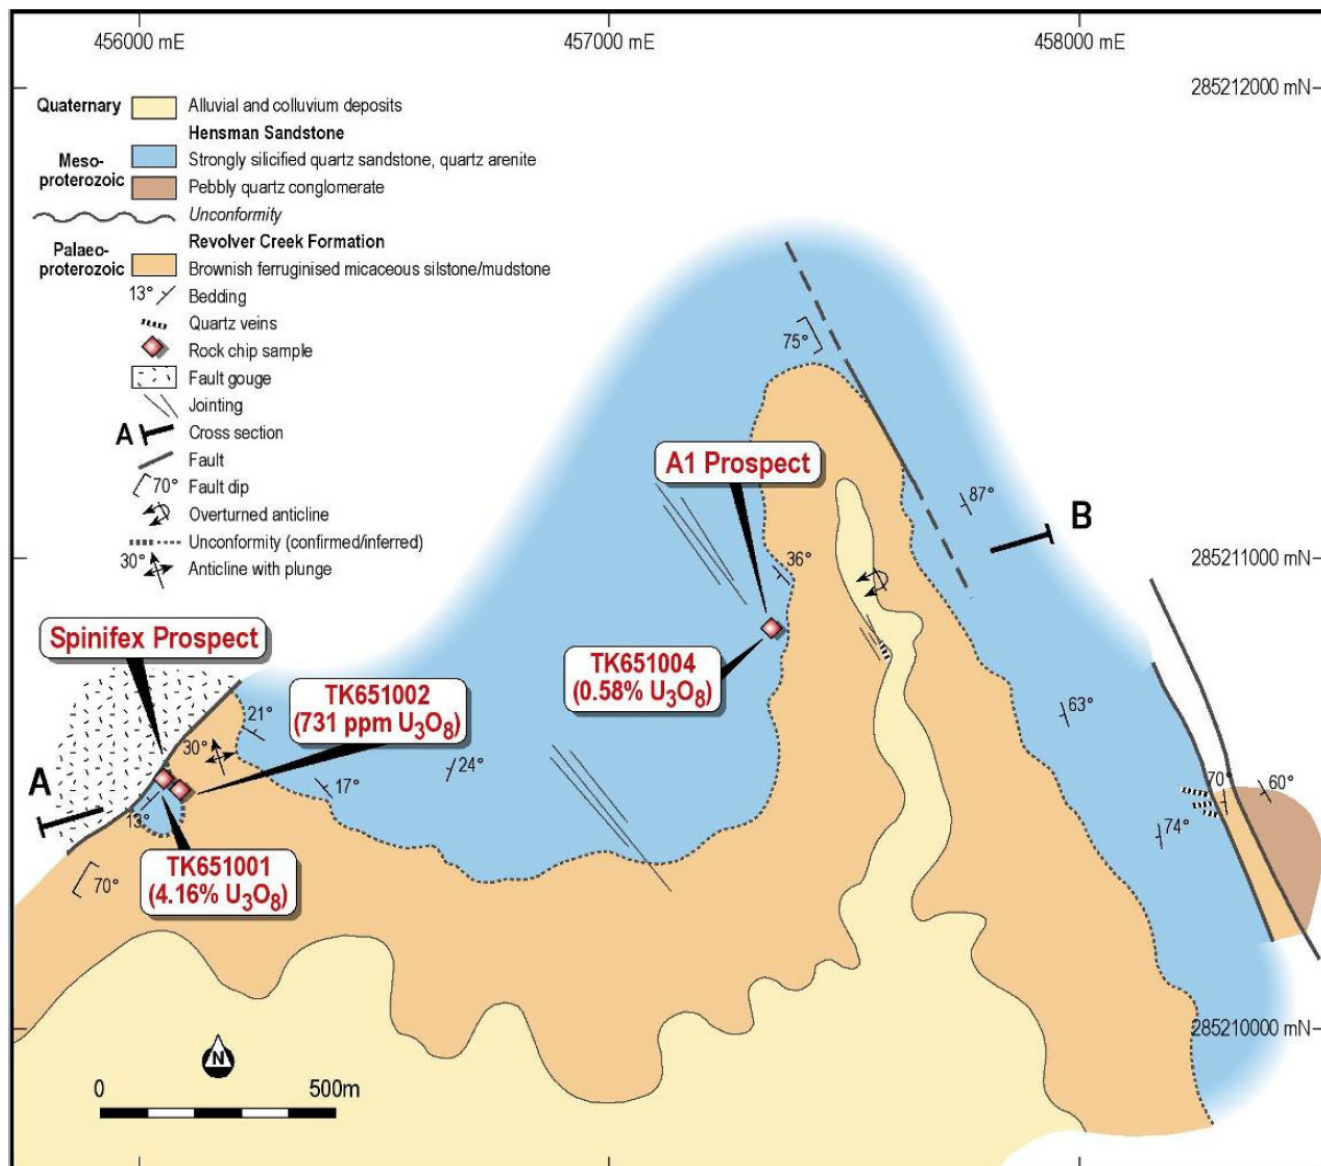 456000 mE 457000 mE 458000 mE
285212000 mN
Quaternary Alluvial and colluvium deposits
Hensman Sandstone
Meso-
proterozoic
Strongly silicified quartz sandstone, quartz arenite
Pebbly quartz conglomerate
Unconformity
Palaeo-
proterozoic
Revolver Creek Formation
Brownish ferruginised micaceous silstone/mudstone
13° Bedding
Quartz veins
Rock chip sample
Fault gouge
Jointing
A Cross section
Fault
70° Fault dip
Overturned anticline
Unconformity (confirmed/inferred)
30° Anticline with plunge
75°
A1 Prospect
87°
B
285211000 mN
36°
Spinifex Prospect
TK651004
(0.58% U₃O₈)
TK651002
(731 ppm U₃O₈)
21°
30°
63°
24°
17°
A
13°
70°
60°
74°
TK651001
(4.16% U₃O₈)
70°
285210000 mN
N
0 500m